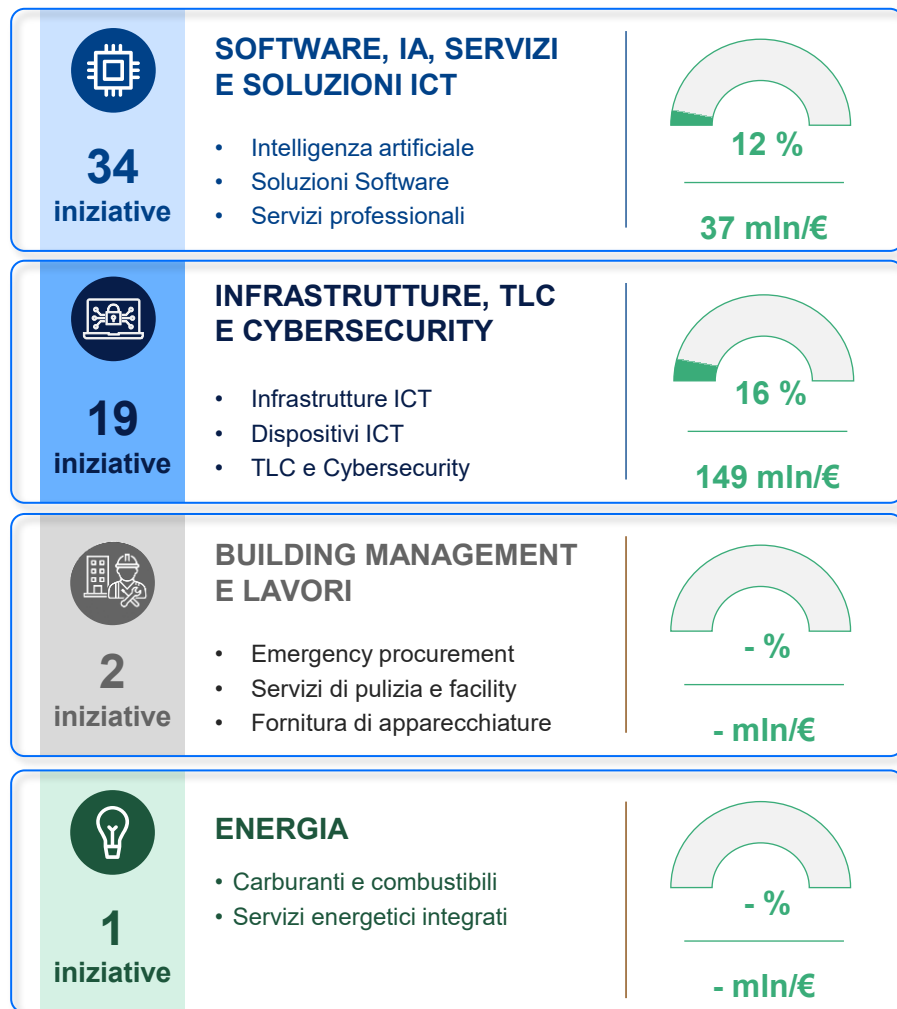 34
iniziative
SOFTWARE, IA, SERVIZI
E SOLUZIONI ICT
• Intelligenza artificiale
• Soluzioni Software
• Servizi professionali
12 %
37 mln/€
19
iniziative
INFRASTRUTTURE, TLC
E CYBERSECURITY
• Infrastrutture ICT
• Dispositivi ICT
• TLC e Cybersecurity
16 %
149 mln/€
2
iniziative
BUILDING MANAGEMENT
E LAVORI
• Emergency procurement
• Servizi di pulizia e facility
• Fornitura di apparecchiature
- %
- mln/€
1
iniziative
ENERGIA
• Carburanti e combustibili
• Servizi energetici integrati
- %
- mln/€